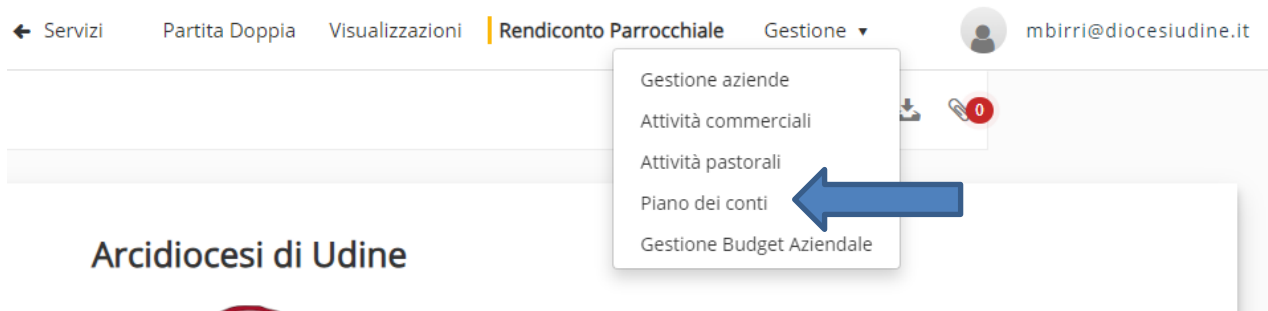 ← Servizi Partita Doppia Visualizzazioni Rendiconto Parrocchiale Gestione ▾ mbirri@diocesiudine.it
Gestione aziende
Attività commerciali
0
Attività pastorali
Piano dei conti
Gestione Budget Aziendale
Arcidiocesi di Udine